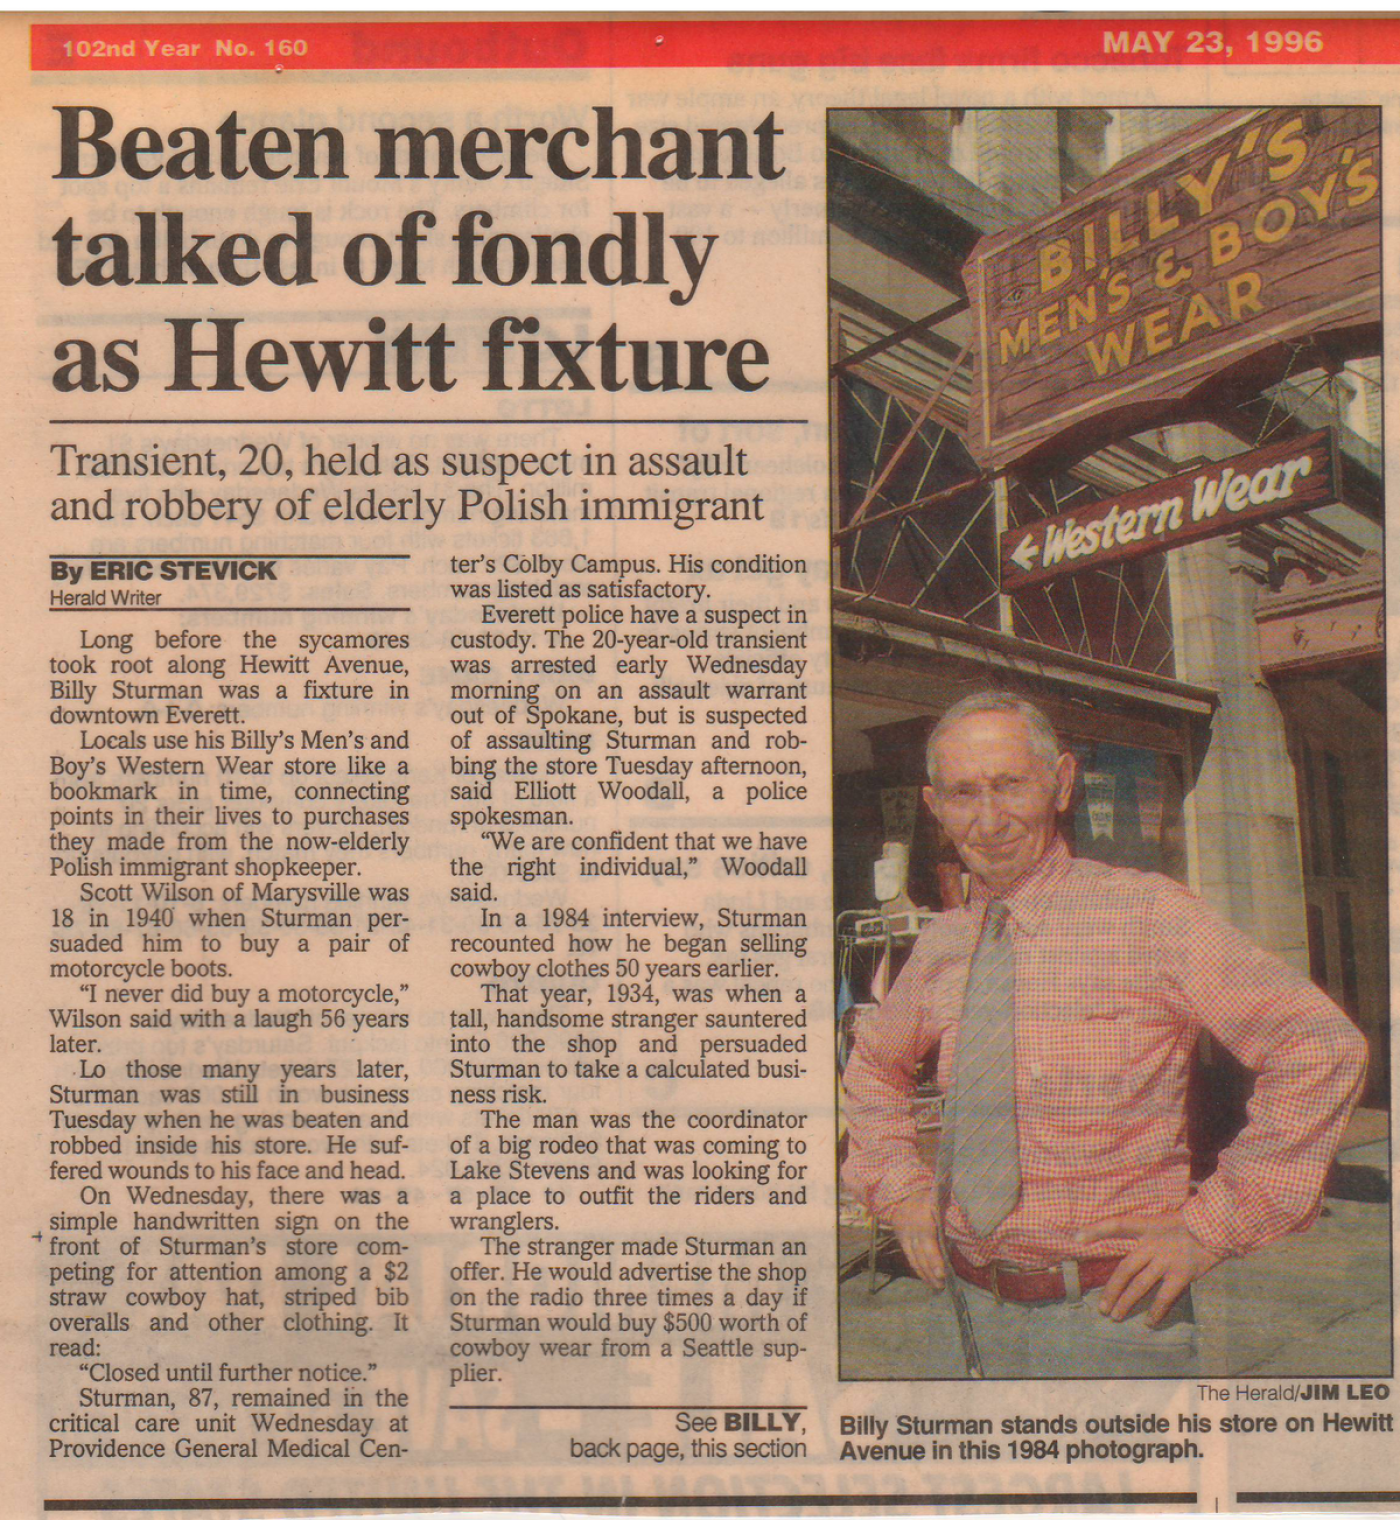 102nd Year No. 160
MAY 23, 1996
Beaten merchant
talked of fondly
as Hewitt fixture
Transient, 20, held as suspect in assault
and robbery of elderly Polish immigrant
By ERIC STEVICK
Herald Writer
Long before the sycamores
took root along Hewitt Avenue,
Billy Sturman was a fixture in
downtown Everett.
Locals use his Billy's Men's and
Boy's Western Wear store like a
bookmark in time, connecting
points in their lives to purchases
they made from the now-elderly
Polish immigrant shopkeeper.
Scott Wilson of Marysville was
18 in 1940 when Sturman per-
suaded him to buy a pair of
motorcycle boots.
“I never did buy a motorcycle,”
Wilson said with a laugh 56 years
later.
Lo those many years later,
Sturman was still in business
Tuesday when he was beaten and
robbed inside his store. He suf-
fered wounds to his face and head.
On Wednesday, there was a
simple handwritten sign on the
front of Sturman's store com-
peting for attention among a $2
straw cowboy hat, striped bib
overalls and other clothing. It
read:
“Closed until further notice.”
Sturman, 87, remained in the
critical care unit Wednesday at
Providence General Medical Cen-
ter's Colby Campus. His condition
was listed as satisfactory.
Everett police have a suspect in
custody. The 20-year-old transient
was arrested early Wednesday
morning on an assault warrant
out of Spokane, but is suspected
of assaulting Sturman and rob-
bing the store Tuesday afternoon,
said Elliott Woodall, a police
spokesman.
“We are confident that we have
the right individual,” Woodall
said.
In a 1984 interview, Sturman
recounted how he began selling
cowboy clothes 50 years earlier.
That year, 1934, was when a
tall, handsome stranger sauntered
into the shop and persuaded
Sturman to take a calculated busi-
ness risk.
The man was the coordinator
of a big rodeo that was coming to
Lake Stevens and was looking for
a place to outfit the riders and
wranglers.
The stranger made Sturman an
offer. He would advertise the shop
on the radio three times a day if
Sturman would buy $500 worth of
cowboy wear from a Seattle sup-
plier.
See BILLY,
back page, this section
BILLY'S
MEN'S & BOY'S
WEAR
←Western Wear
The Herald/JIM LEO
Billy Sturman stands outside his store on Hewitt
Avenue in this 1984 photograph.